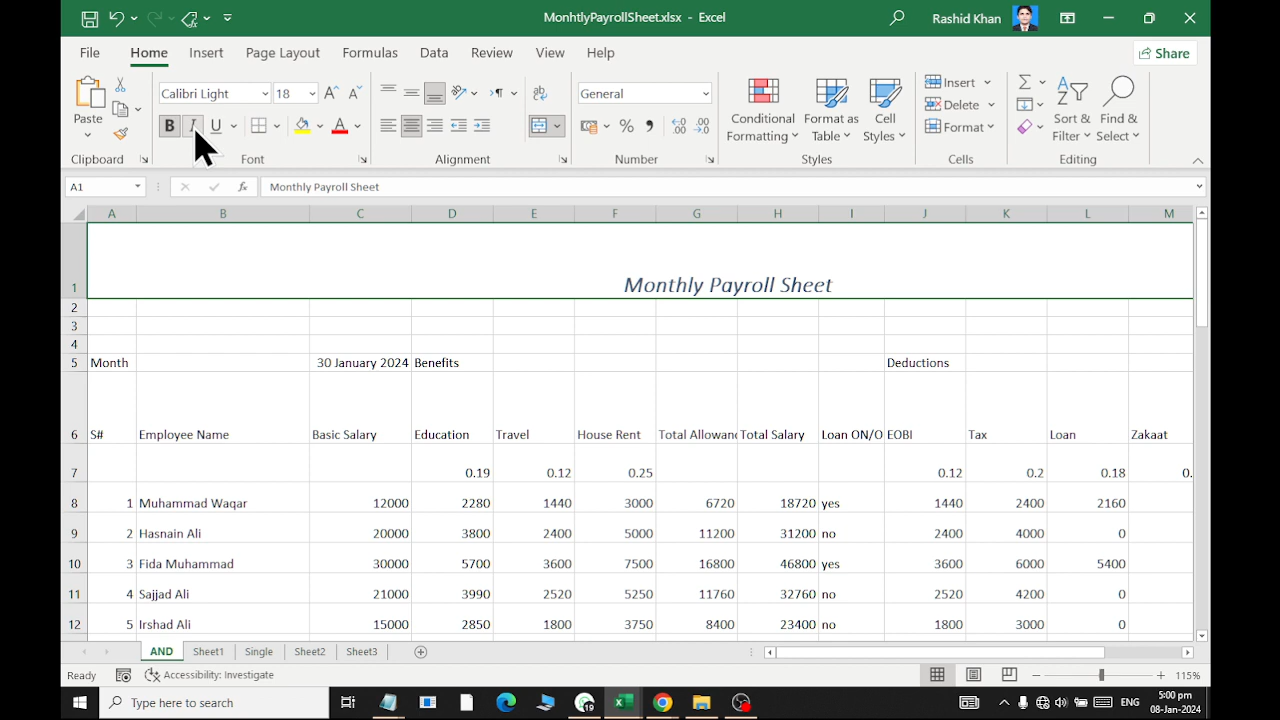 MonhtlyPayrollSheet.xlsx - Excel
Rashid Khan
File Home Insert Page Layout Formulas Data Review View Help
Share
Paste
Calibri Light 18
B I U A
General
% 9
Conditional Formatting
Format as Table
Cell Styles
Insert
Delete
Format
Sort & Filter
Find & Select
Clipboard Font Alignment Number Styles Cells Editing
A1 fx Monthly Payroll Sheet
A B C D E F G H I J K L M
1 Monthly Payroll Sheet
2
3
4
5 Month 30 January 2024 Benefits Deductions
6 S# Employee Name Basic Salary Education Travel House Rent Total Allowan Total Salary Loan ON/O EOBI Tax Loan Zakaat
7 0.19 0.12 0.25 0.12 0.2 0.18 0.
8 1 Muhammad Waqar 12000 2280 1440 3000 6720 18720 yes 1440 2400 2160
9 2 Hasnain Ali 20000 3800 2400 5000 11200 31200 no 2400 4000 0
10 3 Fida Muhammad 30000 5700 3600 7500 16800 46800 yes 3600 6000 5400
11 4 Sajjad Ali 21000 3990 2520 5250 11760 32760 no 2520 4200 0
12 5 Irshad Ali 15000 2850 1800 3750 8400 23400 no 1800 3000 0
AND Sheet1 Single Sheet2 Sheet3
Ready Accessibility: Investigate 115%
Type here to search
ENG
5:00 pm
08-Jan-2024